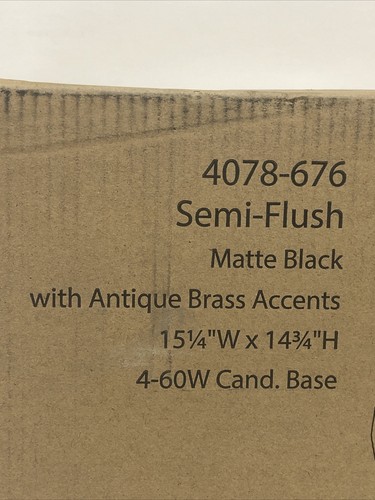 4078-676
Semi-Flush
Matte Black
with Antique Brass Accents
15¼"W x 14¾"H
4-60W Cand. Base